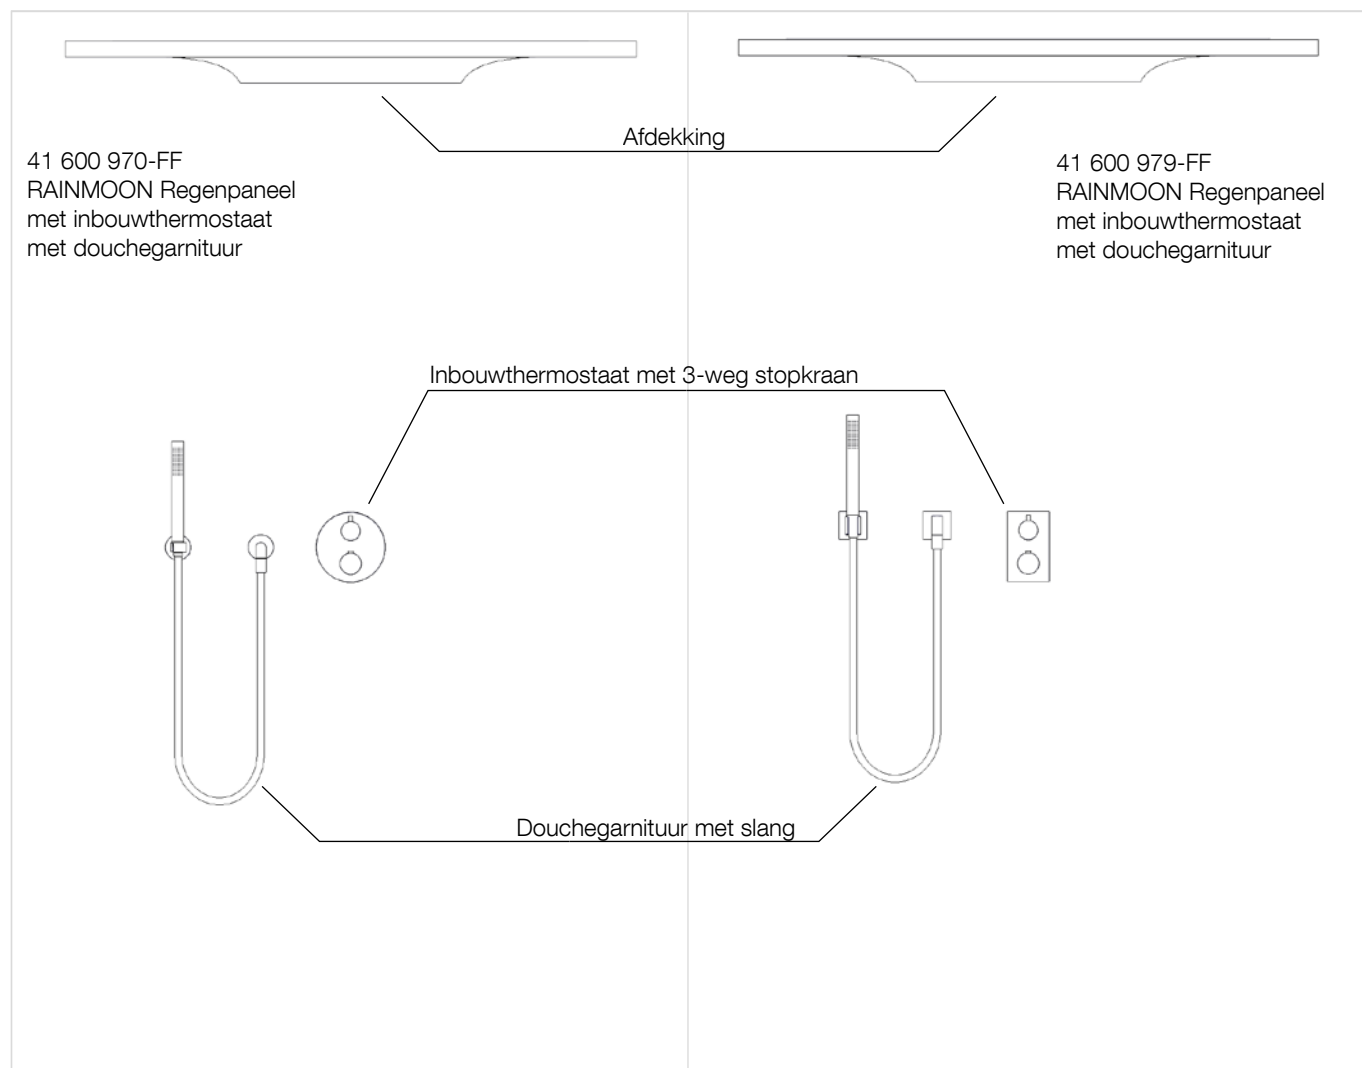 Afdekking
41 600 970-FF
RAINMOON Regenpaneel
met inbouwthermostaat
met douchegarnituur
41 600 979-FF
RAINMOON Regenpaneel
met inbouwthermostaat
met douchegarnituur
Inbouwthermostaat met 3-weg stopkraan
Douchegarnituur met slang